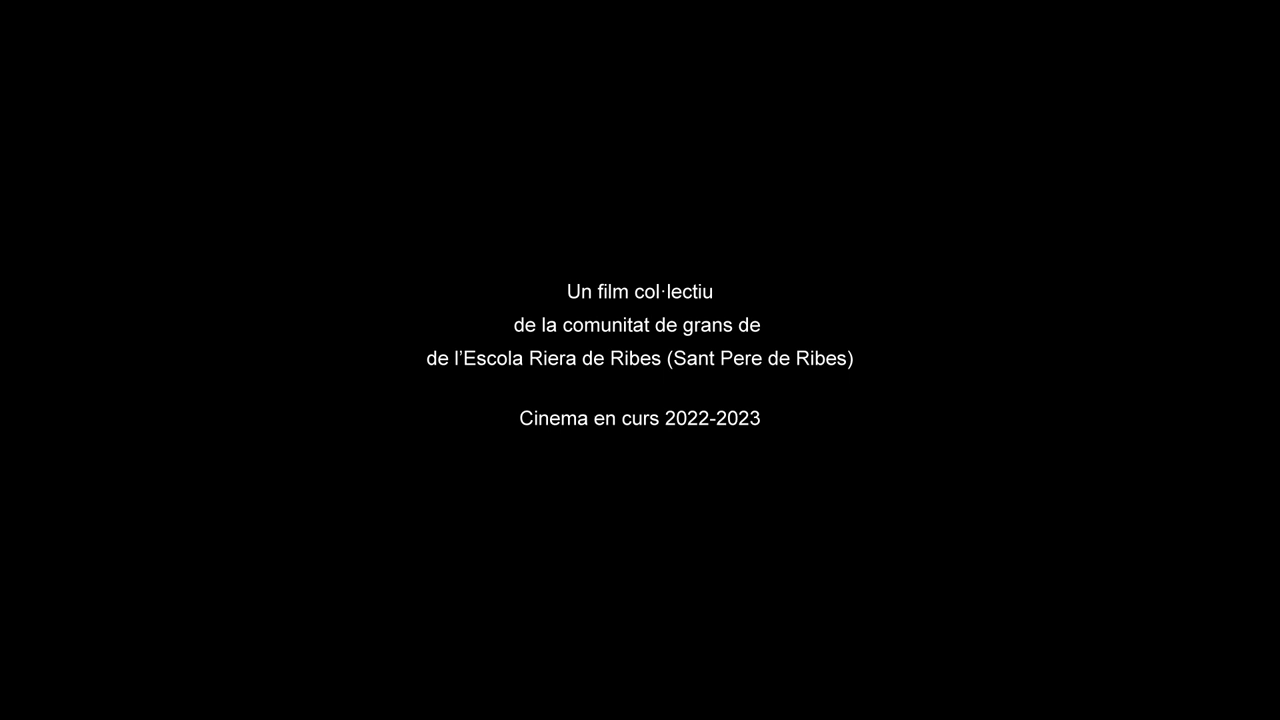 Un film col·lectiu
de la comunitat de grans de
de l’Escola Riera de Ribes (Sant Pere de Ribes)
Cinema en curs 2022-2023